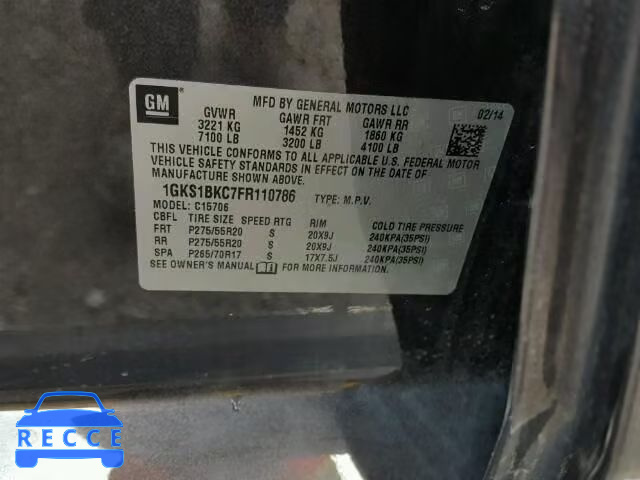 GM
MFD BY GENERAL MOTORS LLC 02/14
GVWR GAWR FRT GAWR RR
3221 KG 1452 KG 1860 KG
7100 LB 3200 LB 4100 LB
THIS VEHICLE CONFORMS TO ALL APPLICABLE U.S. FEDERAL MOTOR
VEHICLE SAFETY STANDARDS IN EFFECT ON THE DATE OF
MANUFACTURE SHOWN ABOVE.
1GKS1BKC7FR110786 TYPE: M.P.V.
MODEL: C15706
CBFL TIRE SIZE SPEED RTG RIM COLD TIRE PRESSURE
FRT P275/55R20 S 20X9J 240KPA(35PSI)
RR P275/55R20 S 20X9J 240KPA(35PSI)
SPA P265/70R17 S 17X7.5J 240KPA(35PSI)
SEE OWNER'S MANUAL FOR MORE INFORMATION.
RECCE